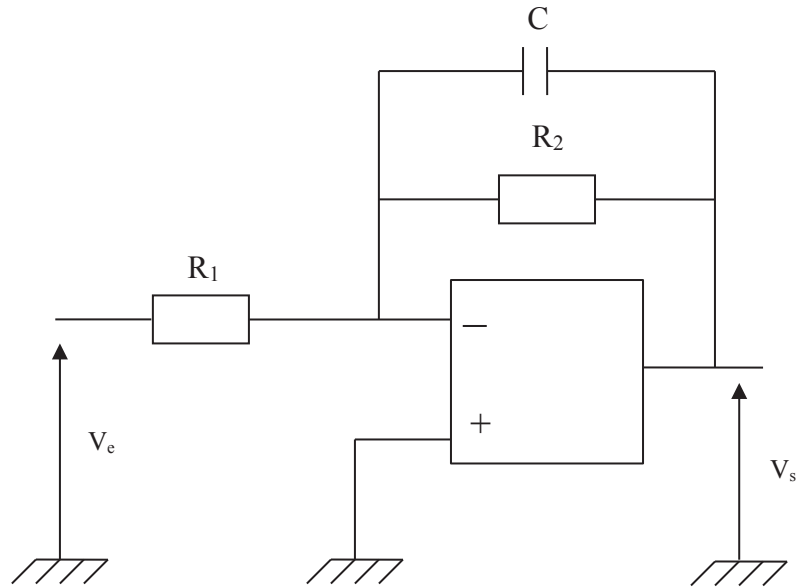 C
R₂
R₁
−
+
Vₑ
Vₛ